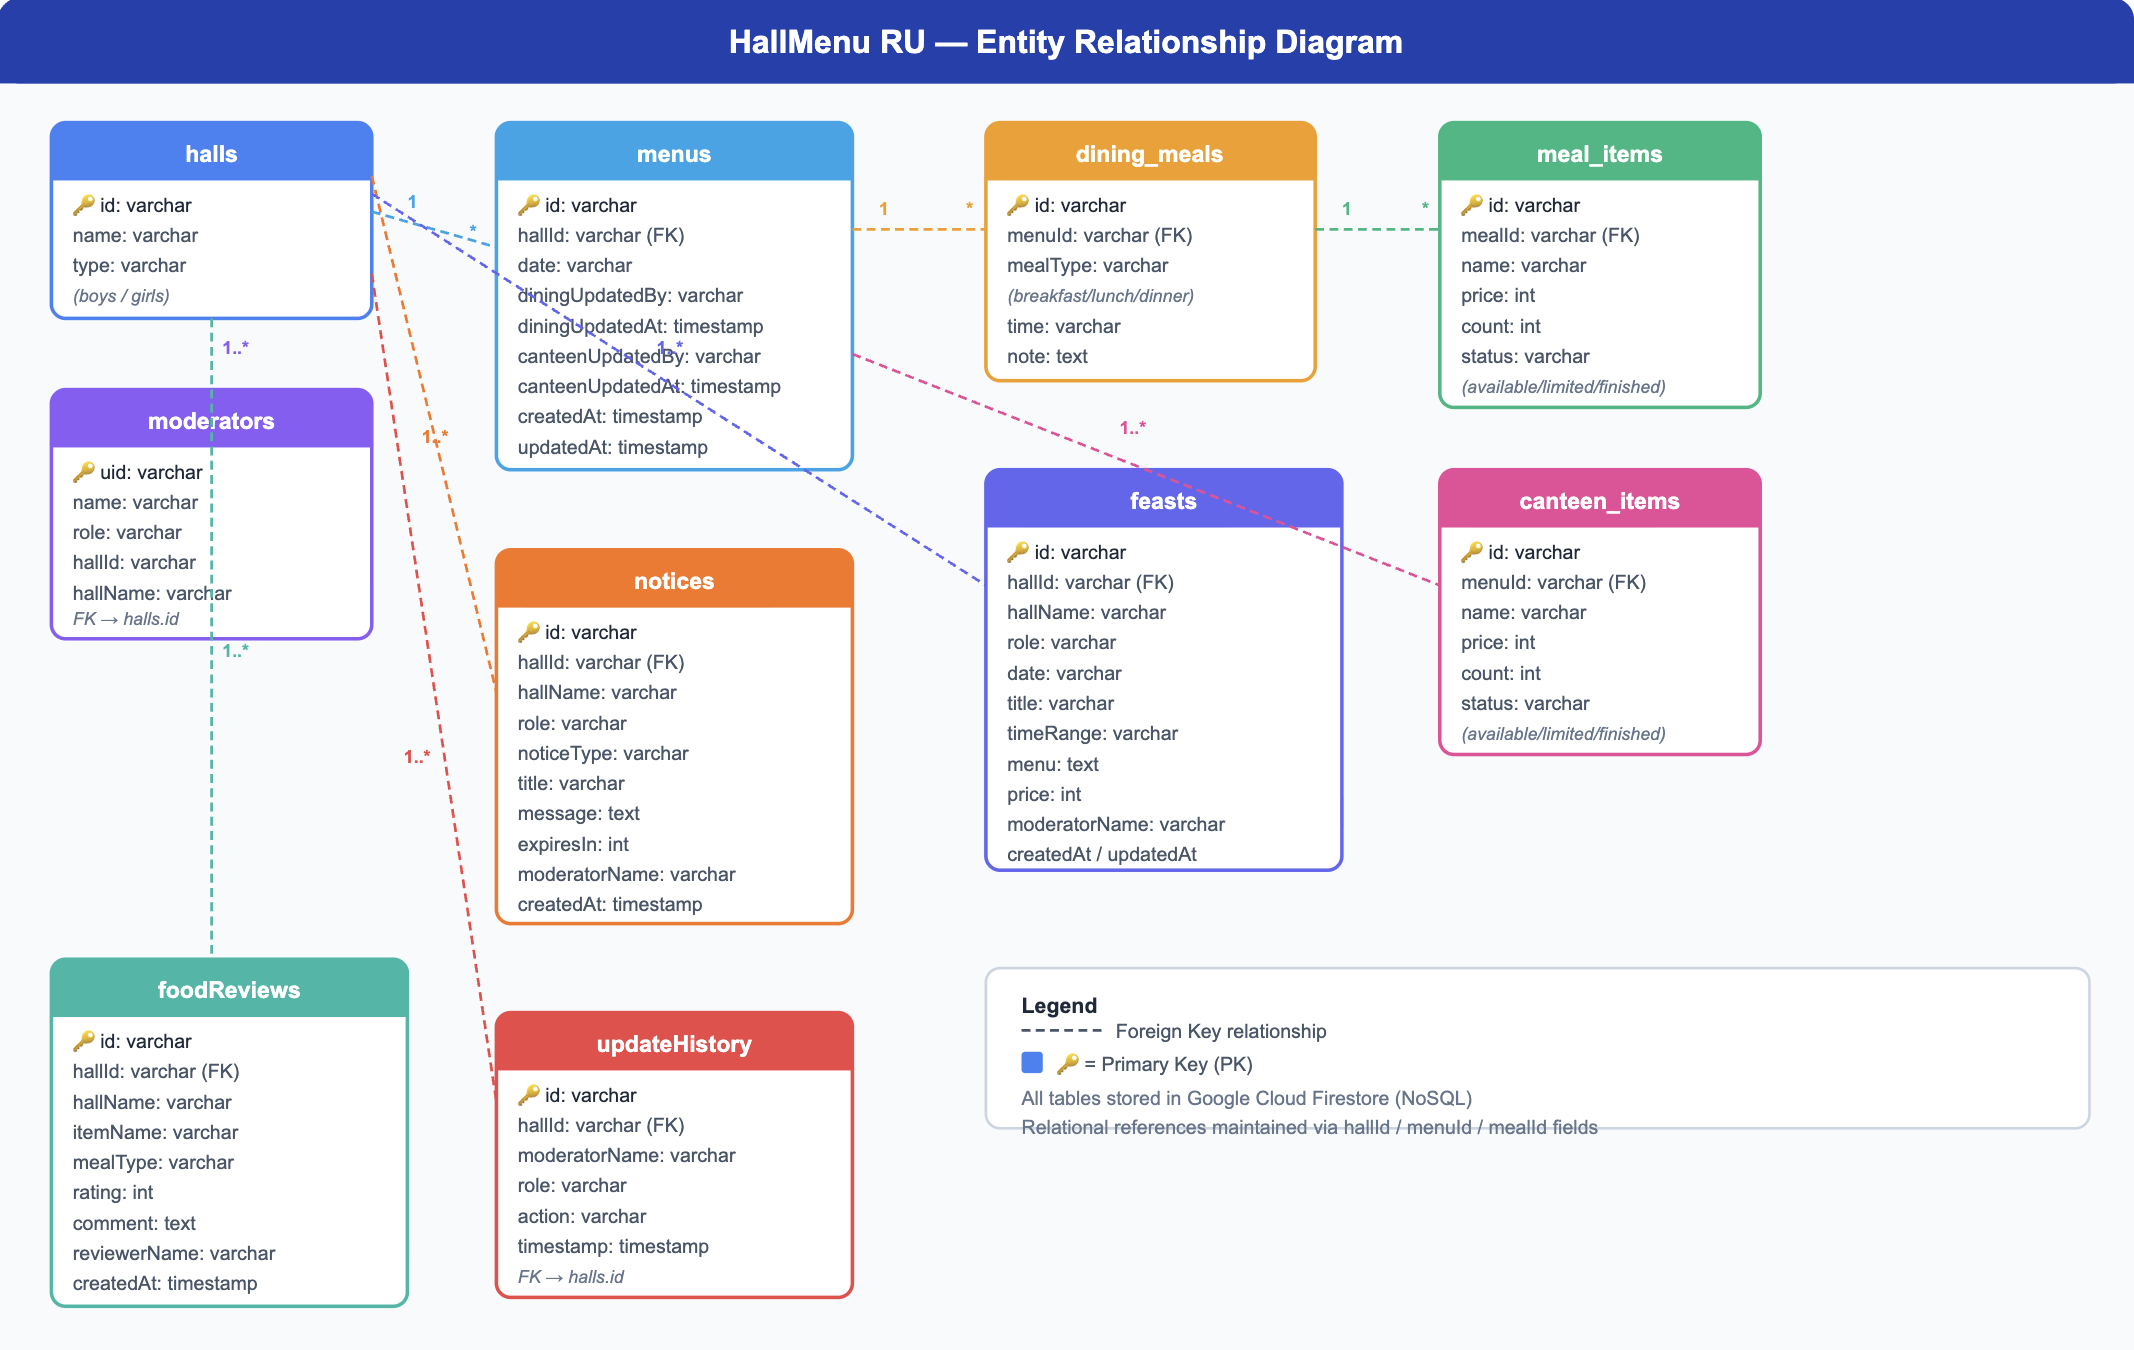 HallMenu RU — Entity Relationship Diagram
halls
🔑 id: varchar
name: varchar
type: varchar
(boys / girls)
1
*
1..*
menus
🔑 id: varchar
hallId: varchar (FK)
date: varchar
diningUpdatedBy: varchar
diningUpdatedAt: timestamp
canteenUpdatedBy: varchar
canteenUpdatedAt: timestamp
createdAt: timestamp
updatedAt: timestamp
1..*
1
*
dining_meals
🔑 id: varchar
menuId: varchar (FK)
mealType: varchar
(breakfast/lunch/dinner)
time: varchar
note: text
1
*
meal_items
🔑 id: varchar
mealId: varchar (FK)
name: varchar
price: int
count: int
status: varchar
(available/limited/finished)
moderators
🔑 uid: varchar
name: varchar
role: varchar
hallId: varchar
hallName: varchar
FK → halls.id
1..*
1..*
1..*
1..*
notices
🔑 id: varchar
hallId: varchar (FK)
hallName: varchar
role: varchar
noticeType: varchar
title: varchar
message: text
expiresIn: int
moderatorName: varchar
createdAt: timestamp
feasts
🔑 id: varchar
hallId: varchar (FK)
hallName: varchar
role: varchar
date: varchar
title: varchar
timeRange: varchar
menu: text
price: int
moderatorName: varchar
createdAt / updatedAt
canteen_items
🔑 id: varchar
menuId: varchar (FK)
name: varchar
price: int
count: int
status: varchar
(available/limited/finished)
foodReviews
🔑 id: varchar
hallId: varchar (FK)
hallName: varchar
itemName: varchar
mealType: varchar
rating: int
comment: text
reviewerName: varchar
createdAt: timestamp
updateHistory
🔑 id: varchar
hallId: varchar (FK)
moderatorName: varchar
role: varchar
action: varchar
timestamp: timestamp
FK → halls.id
Legend
Foreign Key relationship
🔑 = Primary Key (PK)
All tables stored in Google Cloud Firestore (NoSQL)
Relational references maintained via hallId / menuId / mealId fields